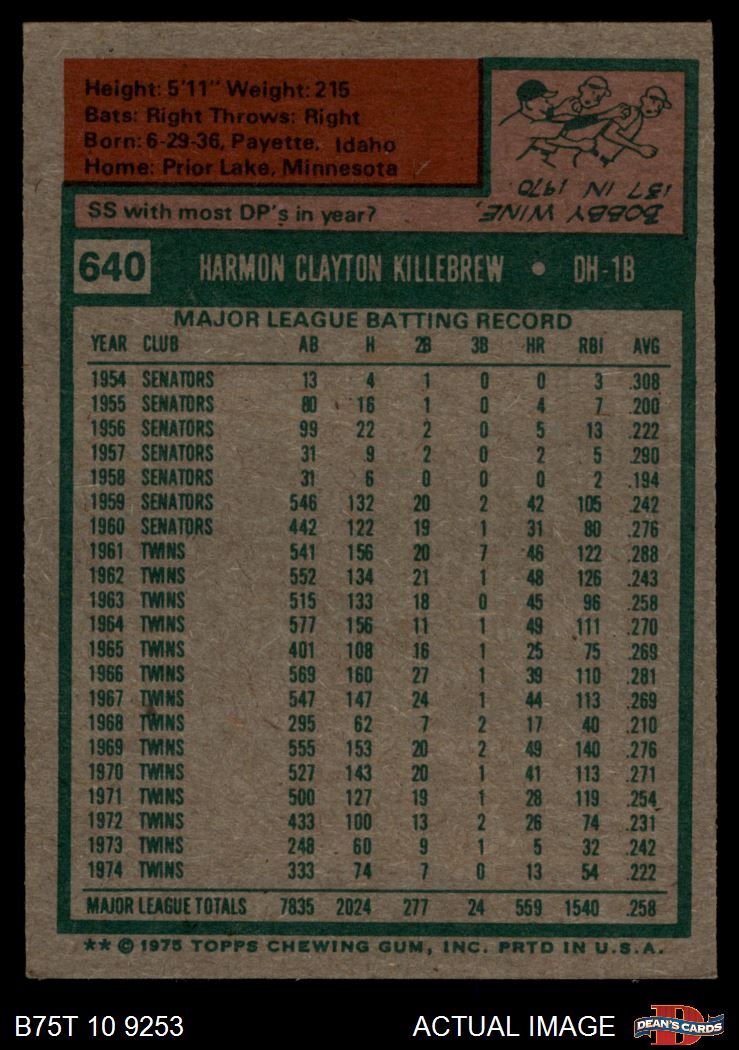 Height: 5'11" Weight: 215
Bats: Right Throws: Right
Born: 6-29-36, Payette, Idaho
Home: Prior Lake, Minnesota
SS with most DP's in year?
BOBBY WINE,
137 IN 1970
640 HARMON CLAYTON KILLEBREW • DH-1B
MAJOR LEAGUE BATTING RECORD
YEAR CLUB AB H 2B 3B HR RBI AVG
1954 SENATORS 13 4 1 0 0 3 .308
1955 SENATORS 80 16 1 0 4 7 .200
1956 SENATORS 99 22 2 0 5 13 .222
1957 SENATORS 31 9 2 0 2 5 .290
1958 SENATORS 31 6 0 0 0 2 .194
1959 SENATORS 546 132 20 2 42 105 .242
1960 SENATORS 442 122 19 1 31 80 .276
1961 TWINS 541 156 20 7 46 122 .288
1962 TWINS 552 134 21 1 48 126 .243
1963 TWINS 515 133 18 0 45 96 .258
1964 TWINS 577 156 11 1 49 111 .270
1965 TWINS 401 108 16 1 25 75 .269
1966 TWINS 569 160 27 1 39 110 .281
1967 TWINS 547 147 24 1 44 113 .269
1968 TWINS 295 62 7 2 17 40 .210
1969 TWINS 555 153 20 2 49 140 .276
1970 TWINS 527 143 20 1 41 113 .271
1971 TWINS 500 127 19 1 28 119 .254
1972 TWINS 433 100 13 2 26 74 .231
1973 TWINS 248 60 9 1 5 32 .242
1974 TWINS 333 74 7 0 13 54 .222
MAJOR LEAGUE TOTALS 7835 2024 277 24 559 1540 .258
** © 1975 TOPPS CHEWING GUM, INC. PRTD IN U.S.A.
B75T 10 9253 ACTUAL IMAGE DEAN'S CARDS